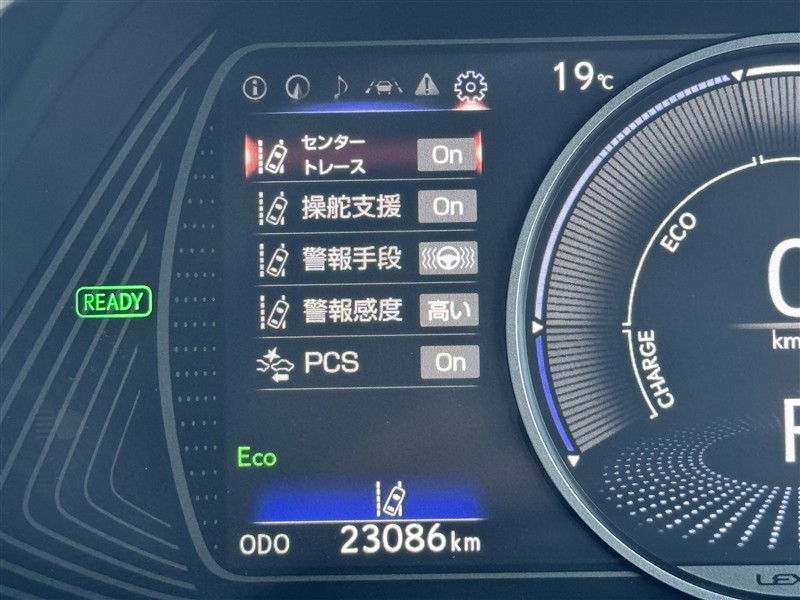 19℃
センター
トレース
On
操舵支援
On
警報手段
警報感度
高い
PCS
On
READY
Eco
ODO
23086km
ECO
CHARGE